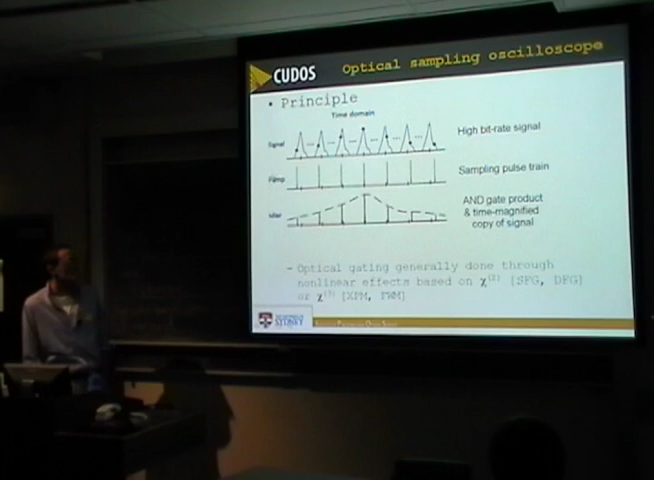 CUDOS
Optical sampling oscilloscope
• Principle
Time domain
Signal
High bit-rate signal
Pump
Sampling pulse train
Idler
AND gate product
& time-magnified
copy of signal
– Optical gating generally done through
nonlinear effects based on χ(2) [SFG, DFG]
or χ(3) [XPM, FWM]
SYDNEY